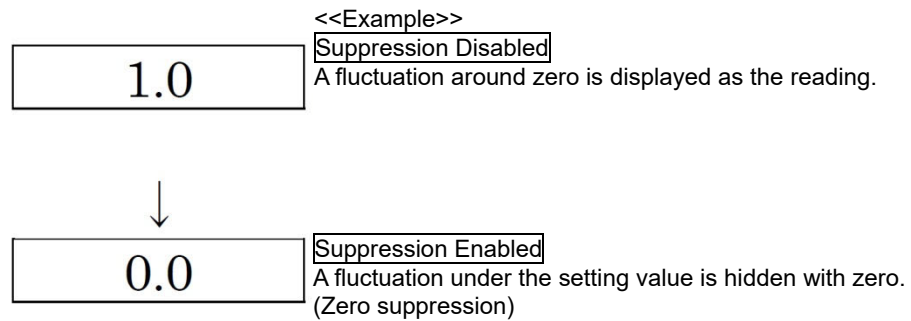 <<Example>>
Suppression Disabled
1.0
A fluctuation around zero is displayed as the reading.
Suppression Enabled
0.0
A fluctuation under the setting value is hidden with zero.
(Zero suppression)